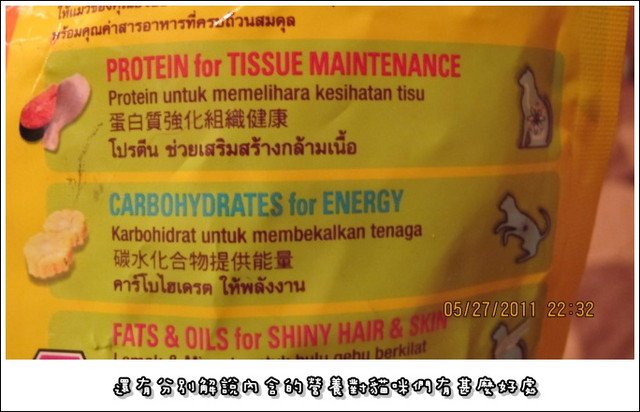 พร้อมคุณค่าสารอาหารที่ครบถ้วนสมดุล
PROTEIN for TISSUE MAINTENANCE
Protein untuk memelihara kesihatan tisu
蛋白質強化組織健康
โปรตีน ช่วยเสริมสร้างกล้ามเนื้อ
CARBOHYDRATES for ENERGY
Karbohidrat untuk membekalkan tenaga
碳水化合物提供能量
คาร์โบไฮเดรต ให้พลังงาน
05/27/2011 22:32
FATS & OILS for SHINY HAIR & SKIN
untuk bulu gebu berkilat
還有分別解說內含的營養對貓咪們有甚麼好處